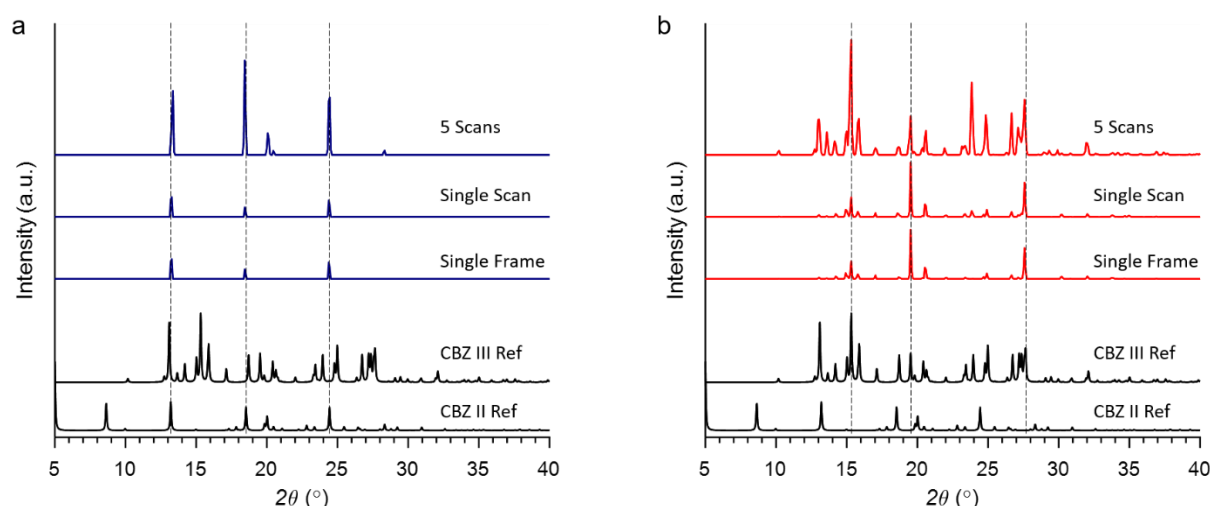 a
5 Scans
Single Scan
Single Frame
CBZ III Ref
CBZ II Ref
Intensity (a.u.)
5 10 15 20 25 30 35 40
2θ (°)
b
5 Scans
Single Scan
Single Frame
CBZ III Ref
CBZ II Ref
Intensity (a.u.)
5 10 15 20 25 30 35 40
2θ (°)